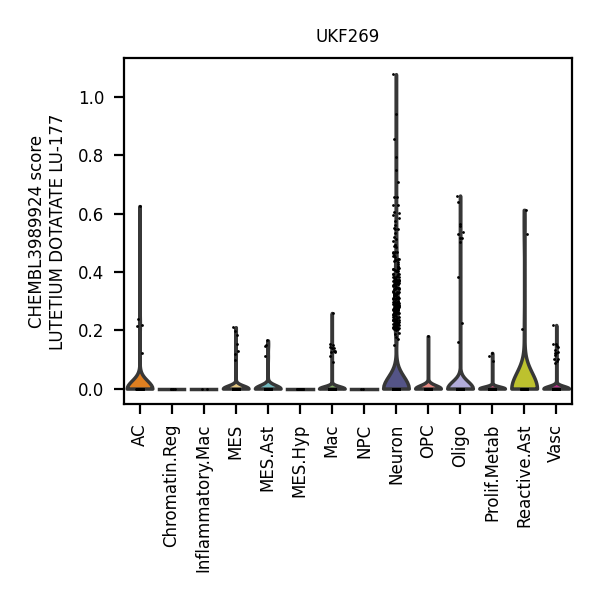 UKF269
CHEMBL3989924 score
LUTETIUM DOTATATE LU-177
1.0
0.8
0.6
0.4
0.2
0.0
AC
Chromatin.Reg
Inflammatory.Mac
MES
MES.Ast
MES.Hyp
Mac
NPC
Neuron
OPC
Oligo
Prolif.Metab
Reactive.Ast
Vasc